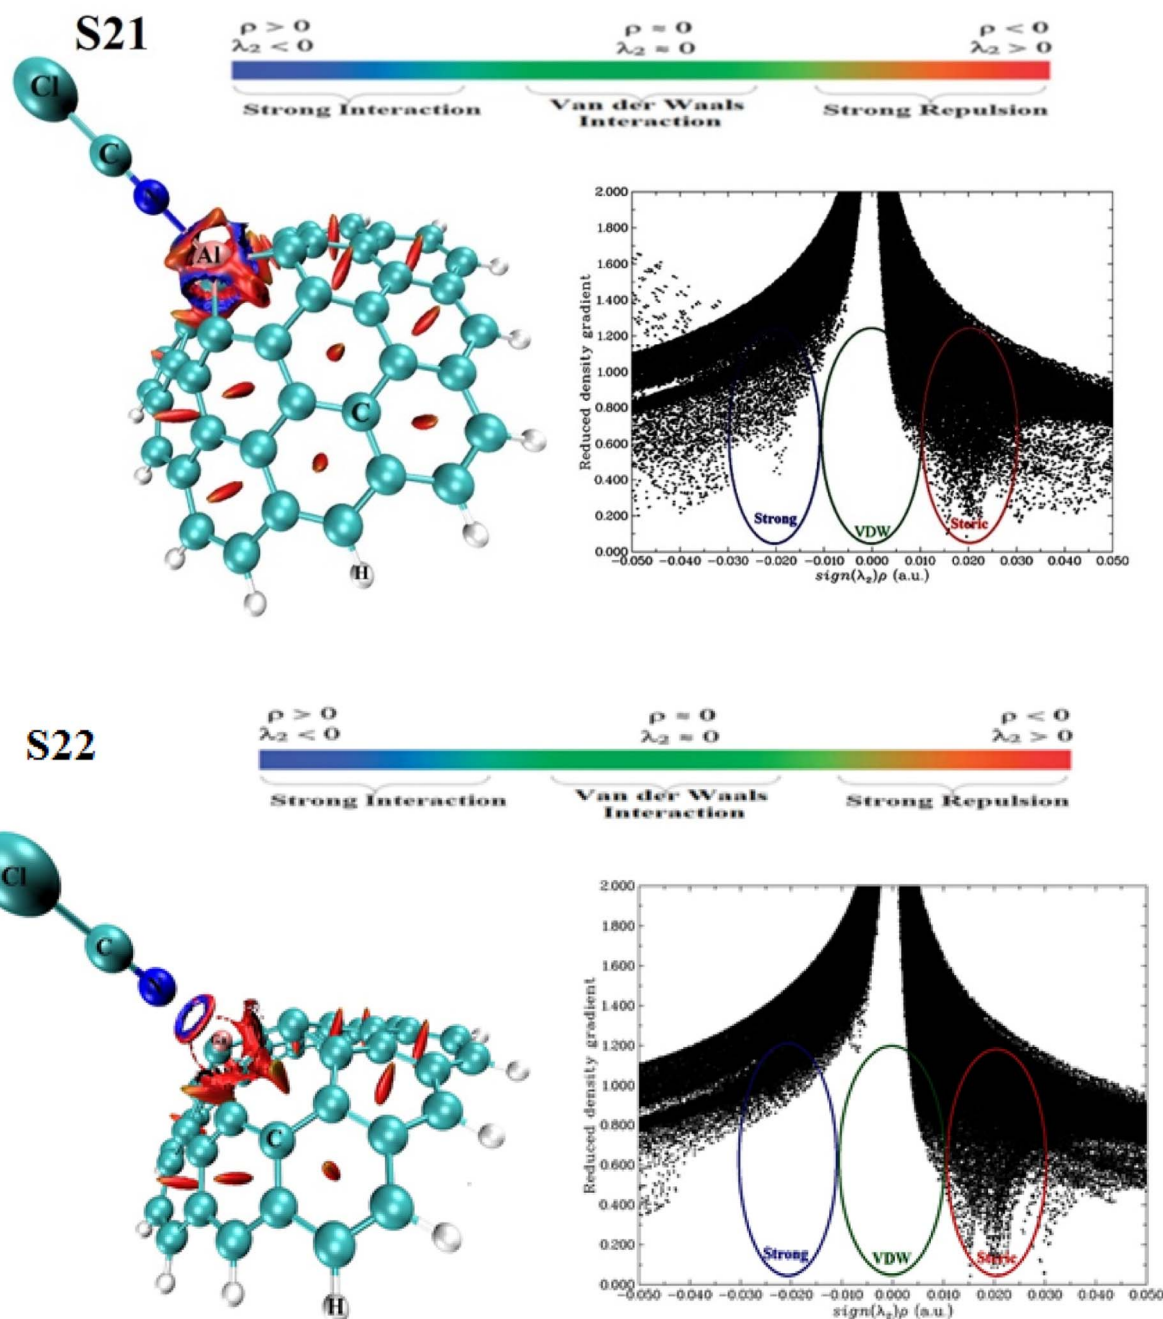 S21
ρ > 0
λ₂ < 0
ρ ≈ 0
λ₂ ≈ 0
ρ < 0
λ₂ > 0
Strong Interaction
Van der Waals
Interaction
Strong Repulsion
Cl
C
Al
C
H
2.000
1.800
1.600
1.400
1.200
1.000
0.800
0.600
0.400
0.200
0.000
Reduced density gradient
Strong
VDW
Steric
−0.050 −0.040 −0.030 −0.020 −0.010 0.000 0.010 0.020 0.030 0.040 0.050
sign(λ₂)ρ (a.u.)
S22
ρ > 0
λ₂ < 0
ρ ≈ 0
λ₂ ≈ 0
ρ < 0
λ₂ > 0
Strong Interaction
Van der Waals
Interaction
Strong Repulsion
Cl
C
Ga
C
H
2.000
1.800
1.600
1.400
1.200
1.000
0.800
0.600
0.400
0.200
0.000
Reduced density gradient
Strong
VDW
Steric
−0.050 −0.040 −0.030 −0.020 −0.010 0.000 0.010 0.020 0.030 0.040 0.050
sign(λ₂)ρ (a.u.)